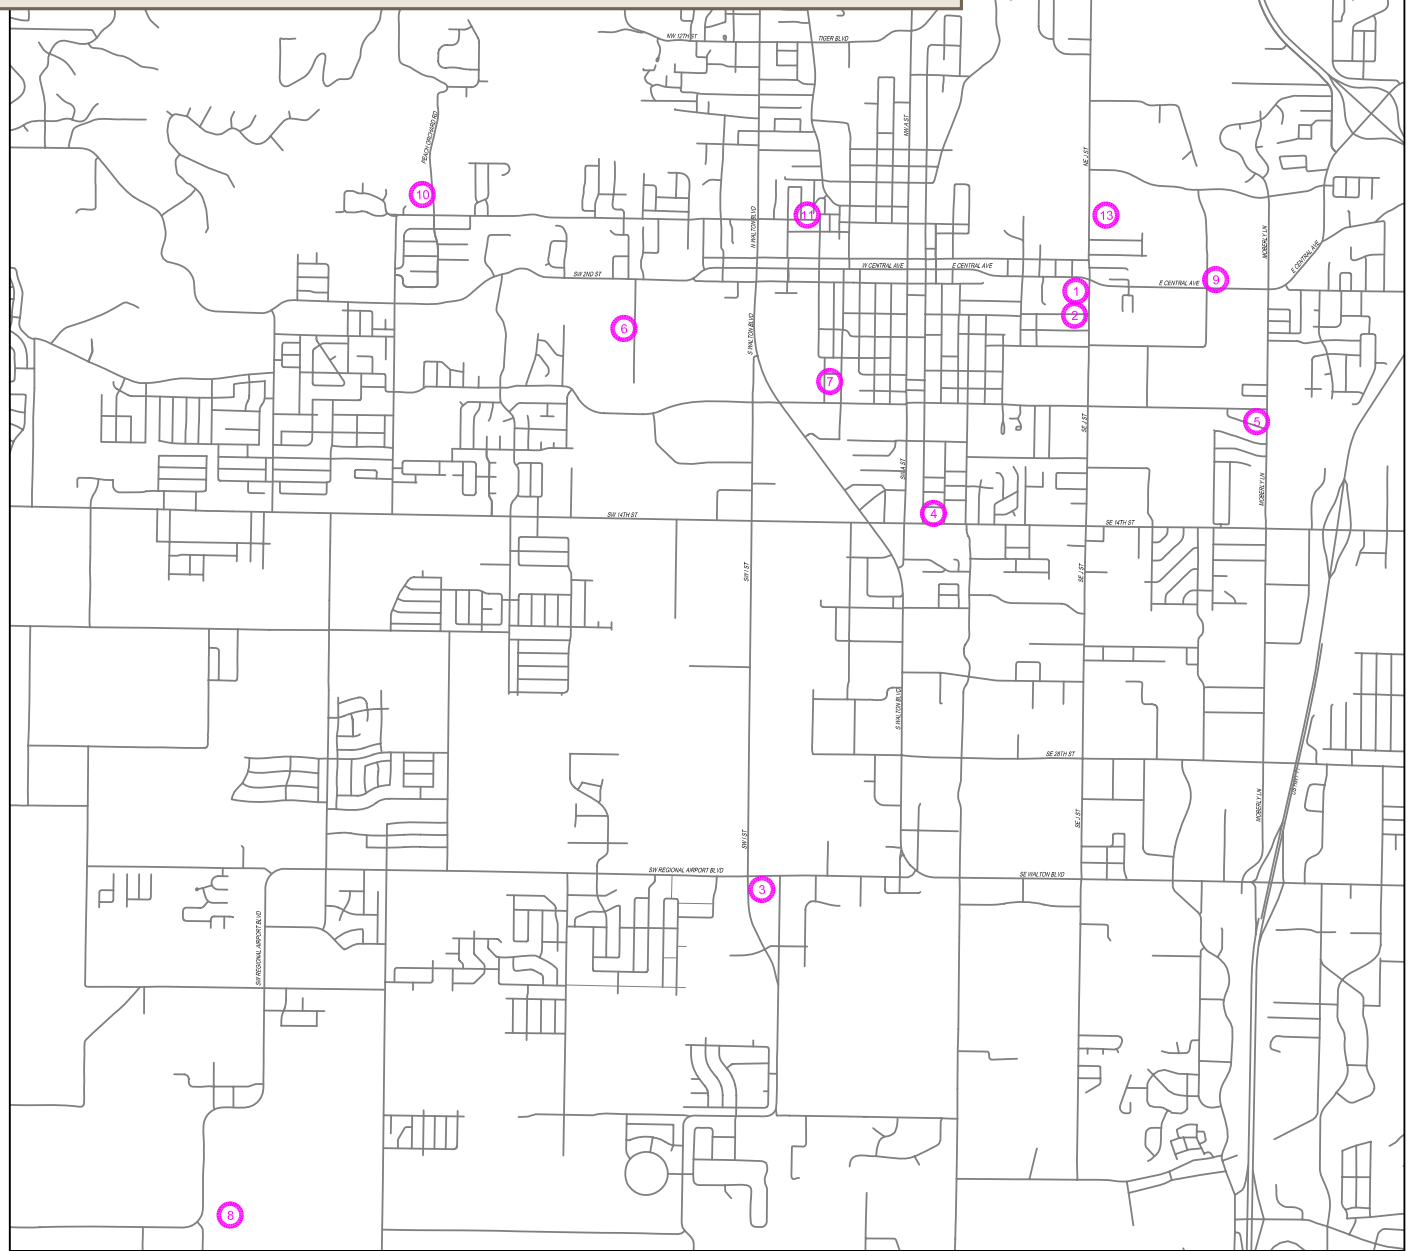 NW 12TH ST
TIGER BLVD
PEACH ORCHARD RD
NW A ST
NE J ST
10
11
13
N WALTON BLVD
MOBERLY LN
E CENTRAL AVE
W CENTRAL AVE
E CENTRAL AVE
SW 2ND ST
E CENTRAL AVE
9
1
2
6
S WALTON BLVD
7
SE J ST
5
SW A ST
MOBERLY LN
4
SW 14TH ST
SE 14TH ST
SW I ST
SE J ST
S WALTON BLVD
SE 28TH ST
MOBERLY LN
SE J ST
SW I ST
SW REGIONAL AIRPORT BLVD
SE WALTON BLVD
3
SW REGIONAL AIRPORT BLVD
8